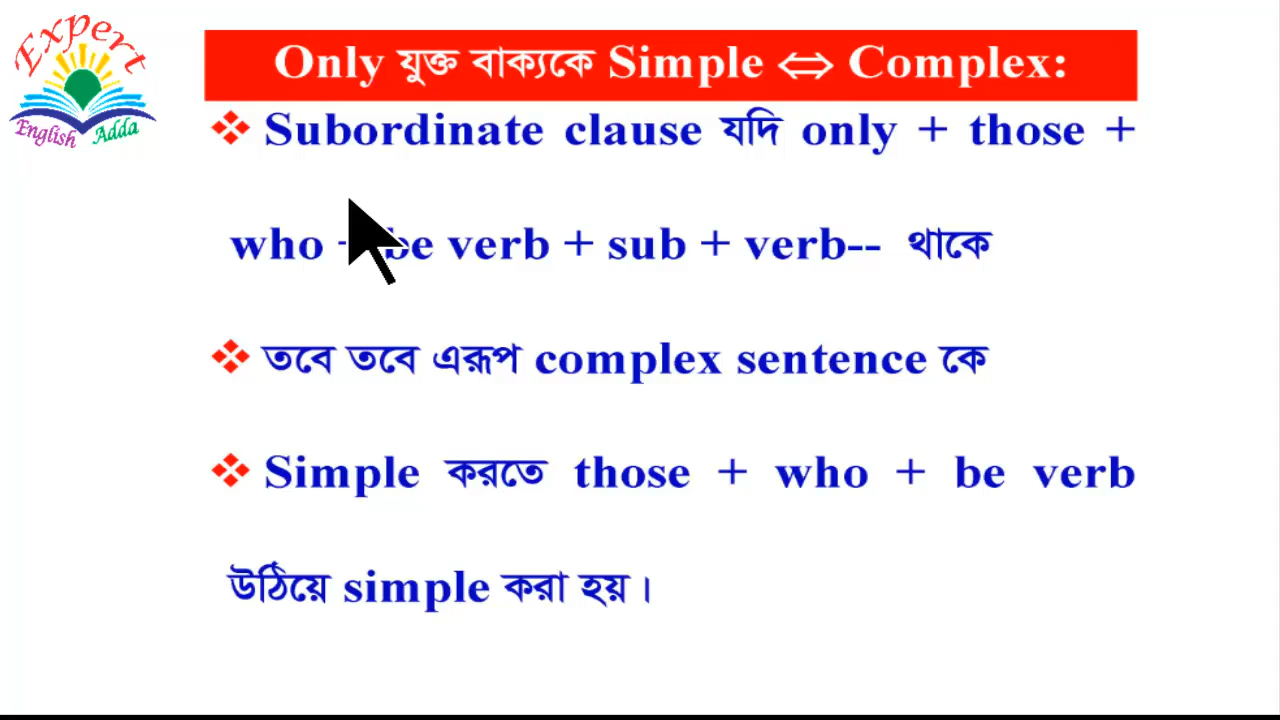 Expert
English Adda
Only যুক্ত বাক্যকে Simple ⇔ Complex:
❖ Subordinate clause যদি only + those +
who + be verb + sub + verb-- থাকে
❖ তবে তবে এরূপ complex sentence কে
❖ Simple করতে those + who + be verb
উঠিয়ে simple করা হয়।